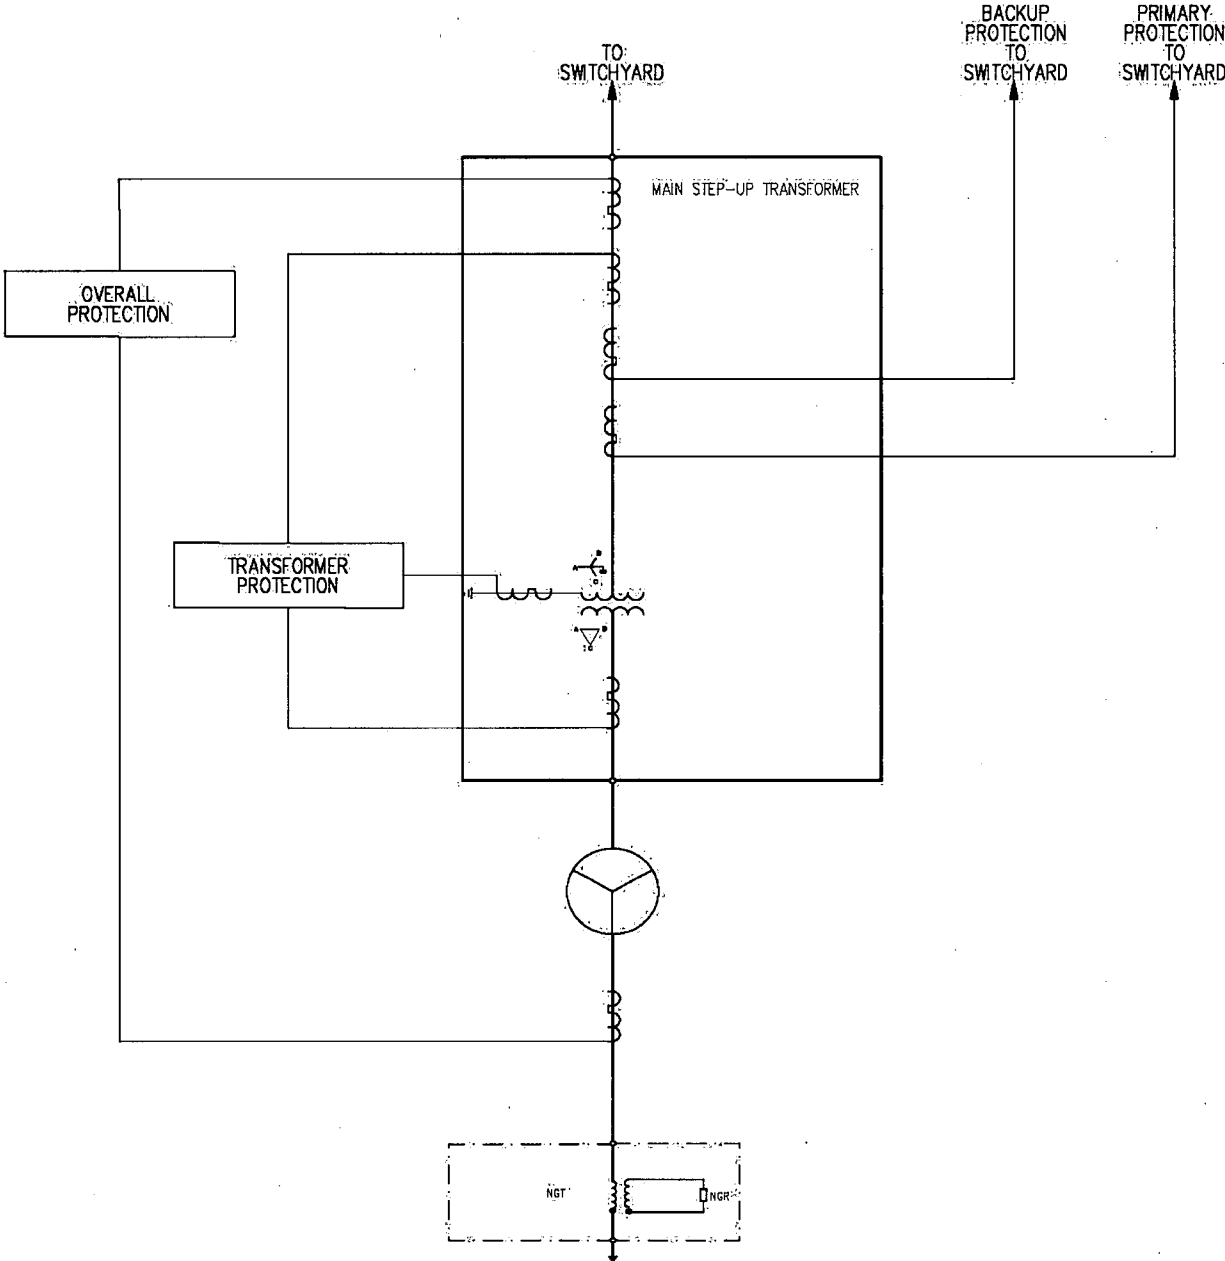 BACKUP
PROTECTION
TO
SWITCHYARD
PRIMARY
PROTECTION
TO
SWITCHYARD
TO
SWITCHYARD
MAIN STEP-UP TRANSFORMER
OVERALL
PROTECTION
TRANSFORMER
PROTECTION
A
B
A
B
NGT
NGR